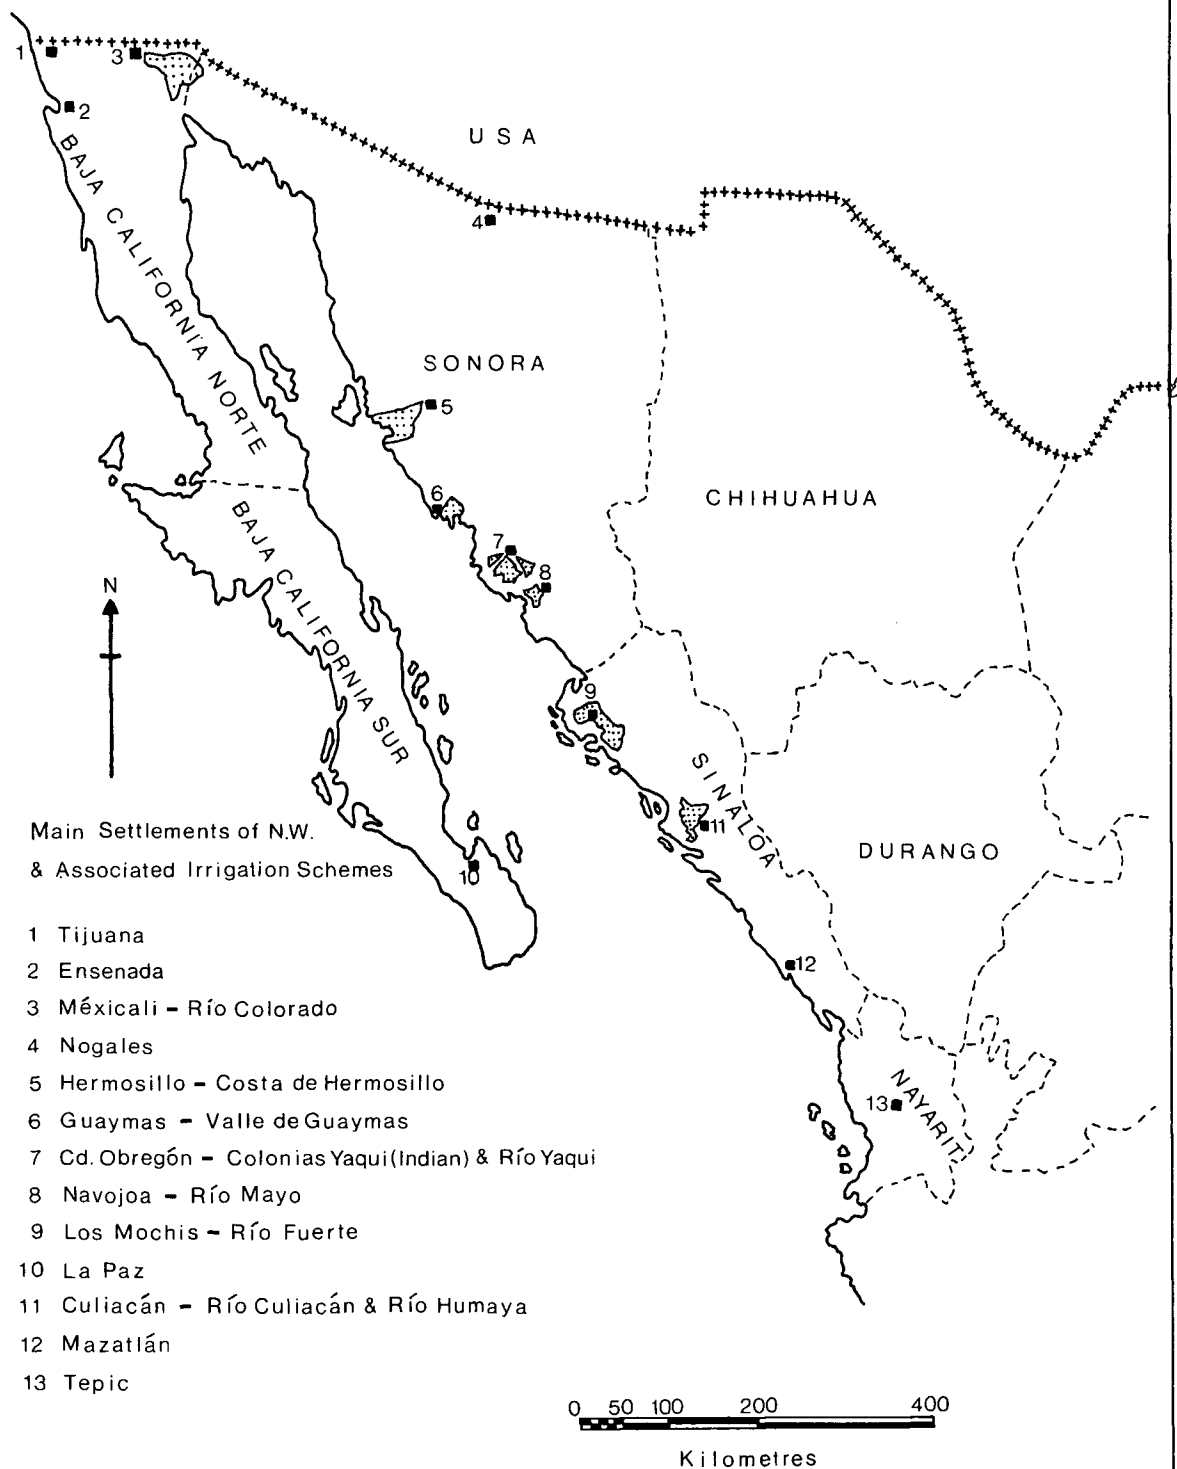 USA
1
3
2
4
BAJA CALIFORNIA NORTE
SONORA
5
CHIHUAHUA
6
7
8
N
BAJA CALIFORNIA SUR
9
SINALOA
11
DURANGO
10
12
13
NAYARIT
Main Settlements of N.W.
& Associated Irrigation Schemes
1 Tijuana
2 Ensenada
3 Méxicali – Río Colorado
4 Nogales
5 Hermosillo – Costa de Hermosillo
6 Guaymas – Valle de Guaymas
7 Cd. Obregón – Colonias Yaqui (Indian) & Río Yaqui
8 Navojoa – Río Mayo
9 Los Mochis – Río Fuerte
10 La Paz
11 Culiacán – Río Culiacán & Río Humaya
12 Mazatlán
13 Tepic
0 50 100 200 400
Kilometres